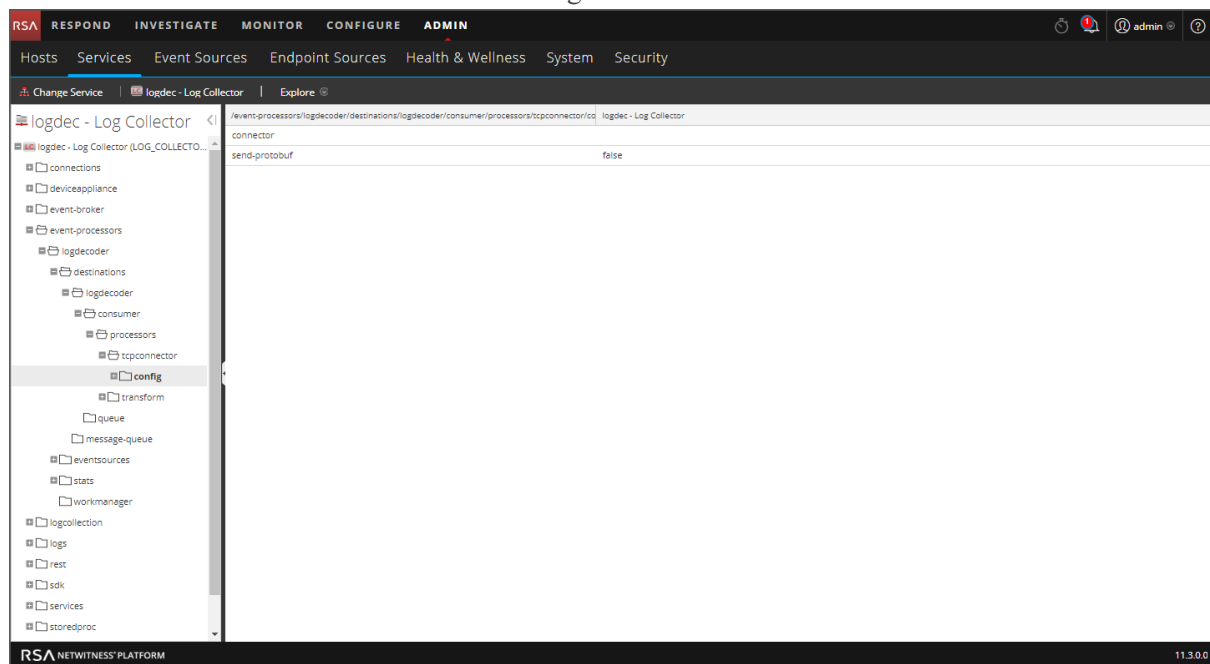 RSA RESPOND INVESTIGATE MONITOR CONFIGURE ADMIN 1 admin ?
Hosts Services Event Sources Endpoint Sources Health & Wellness System Security
Change Service logdec - Log Collector Explore
logdec - Log Collector
/event-processors/logdecoder/destinations/logdecoder/consumer/processors/tcpconnector/co logdec - Log Collector
connector
send-protobuf false
logdec - Log Collector (LOG_COLLECTO...
connections
deviceappliance
event-broker
event-processors
logdecoder
destinations
logdecoder
consumer
processors
tcpconnector
config
transform
queue
message-queue
eventsources
stats
workmanager
logcollection
logs
rest
sdk
services
storedproc
RSA NETWITNESS® PLATFORM 11.3.0.0